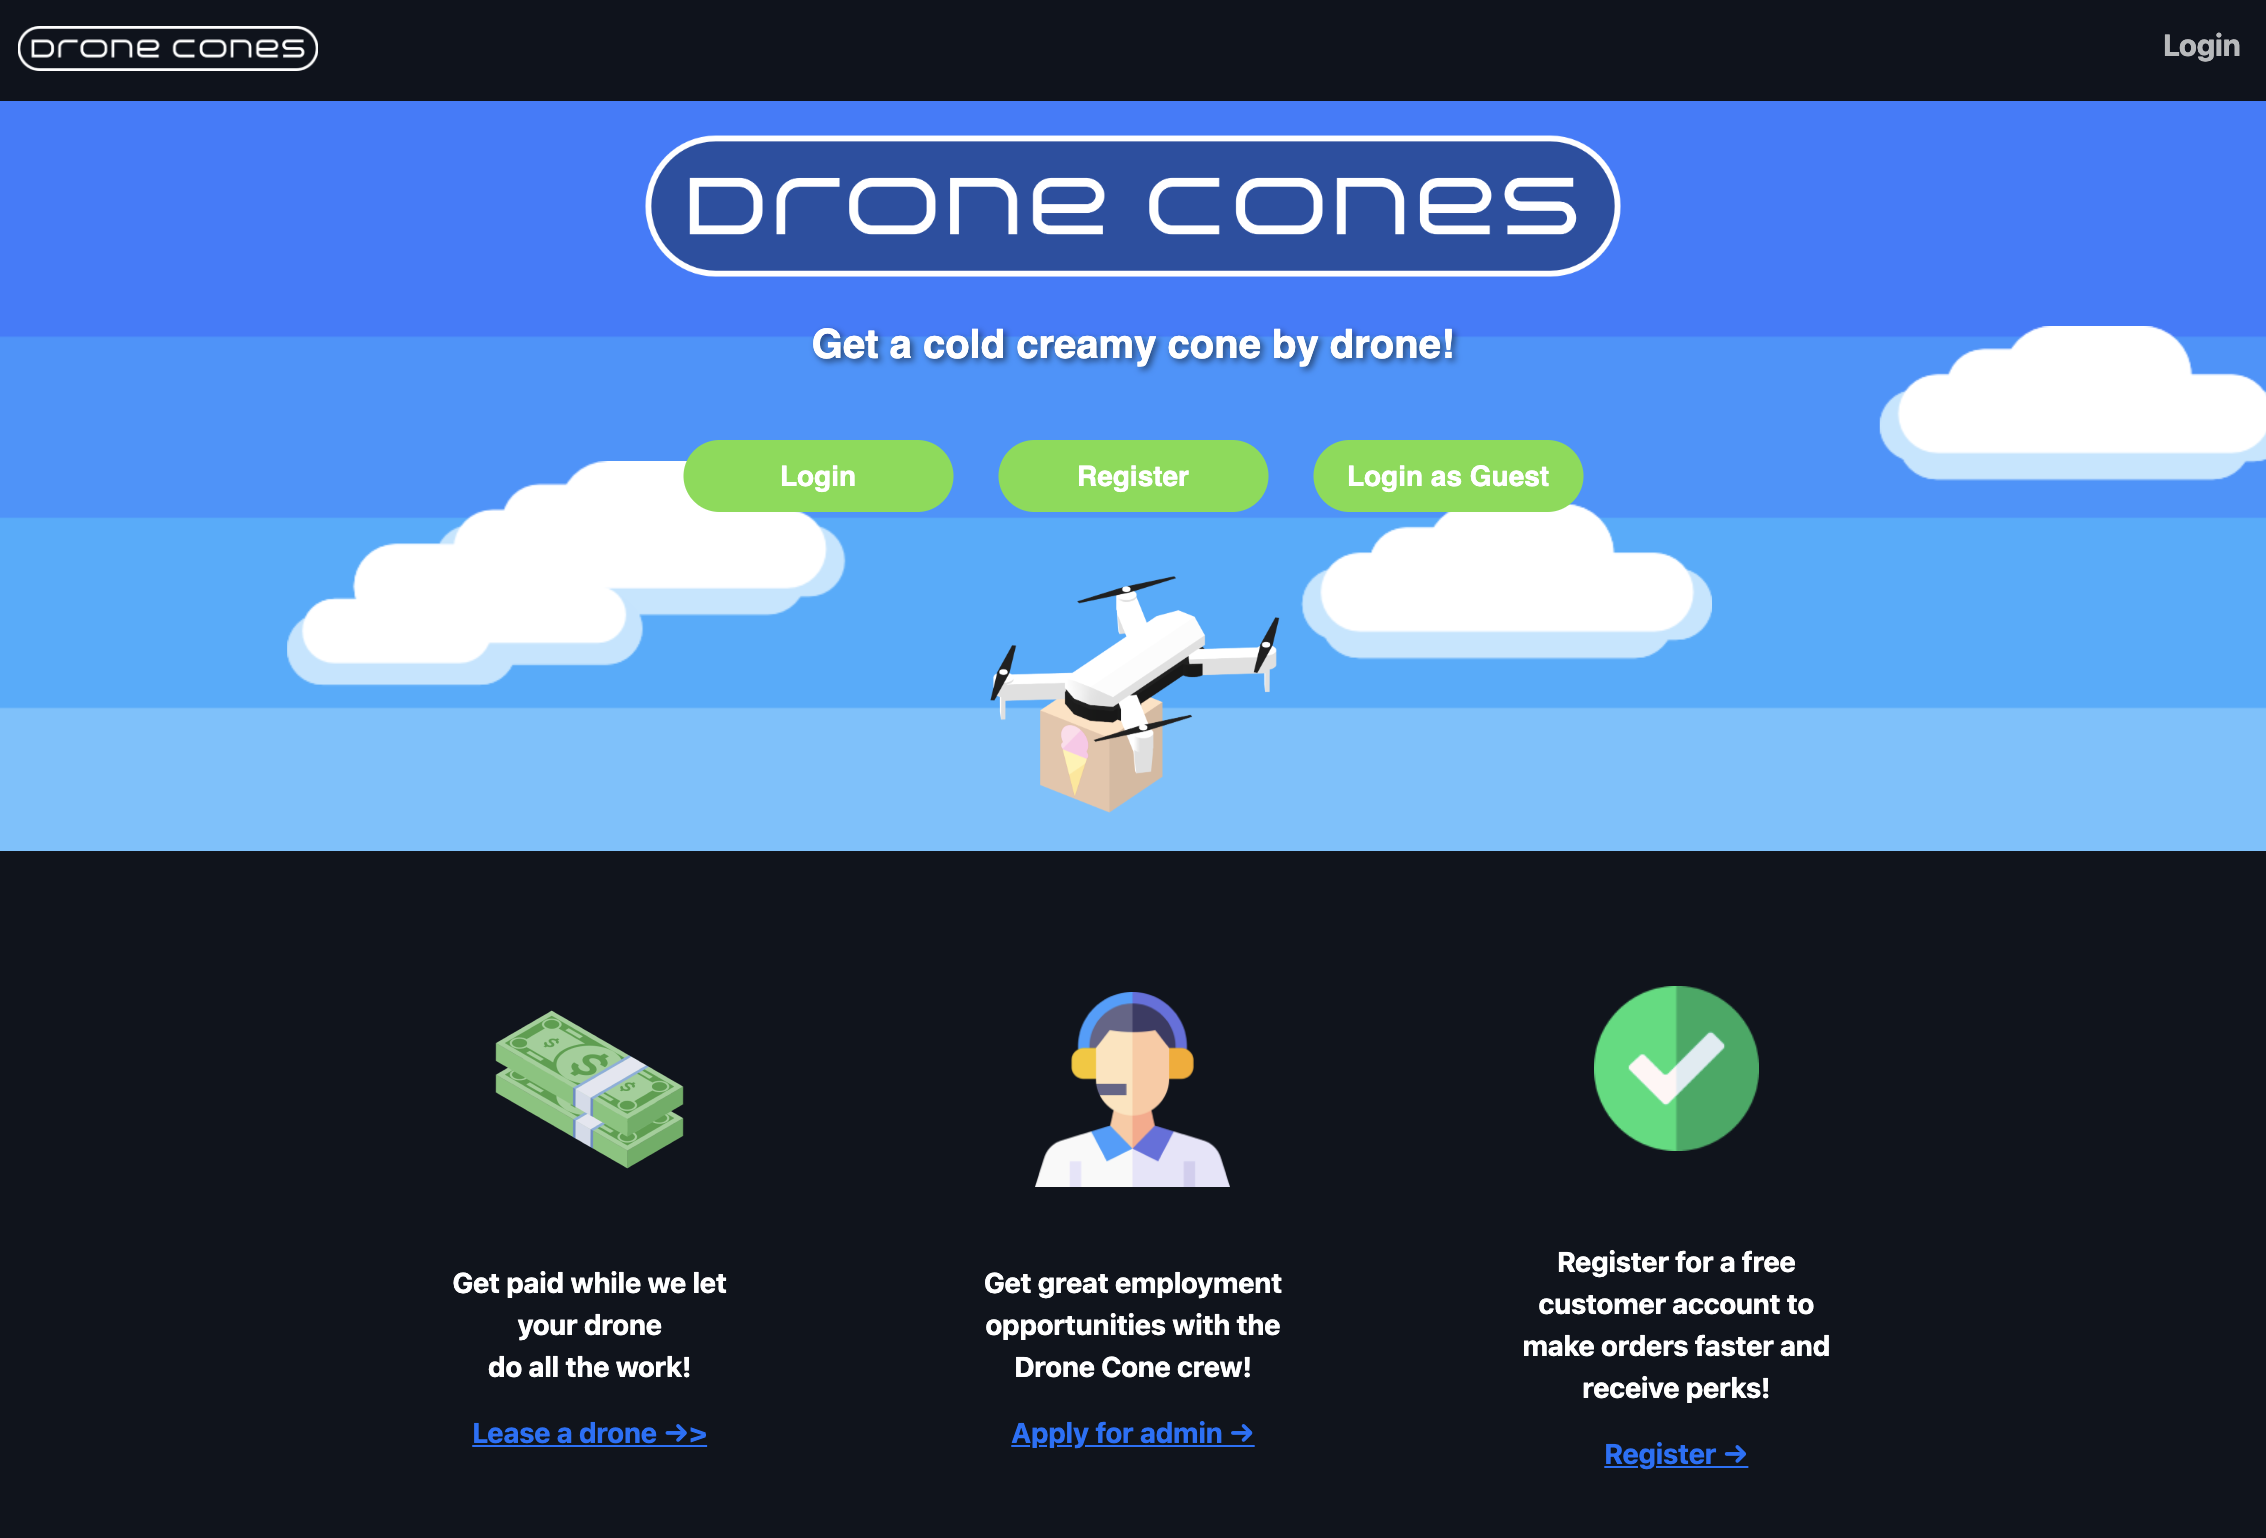 Drone Cones
Login
Drone Cones
Get a cold creamy cone by drone!
Login
Register
Login as Guest
Get paid while we let
your drone
do all the work!
Lease a drone →>
Get great employment
opportunities with the
Drone Cone crew!
Apply for admin →
Register for a free
customer account to
make orders faster and
receive perks!
Register →